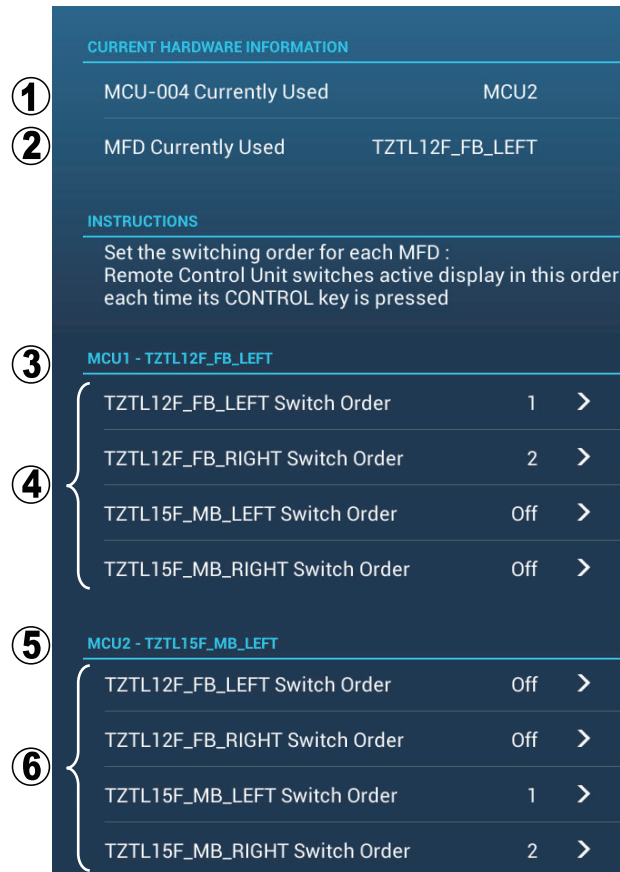 CURRENT HARDWARE INFORMATION
1 MCU-004 Currently Used MCU2
2 MFD Currently Used TZTL12F_FB_LEFT
INSTRUCTIONS
Set the switching order for each MFD :
Remote Control Unit switches active display in this order
each time its CONTROL key is pressed
3 MCU1 - TZTL12F_FB_LEFT
TZTL12F_FB_LEFT Switch Order 1 >
TZTL12F_FB_RIGHT Switch Order 2 >
4
TZTL15F_MB_LEFT Switch Order Off >
TZTL15F_MB_RIGHT Switch Order Off >
5 MCU2 - TZTL15F_MB_LEFT
TZTL12F_FB_LEFT Switch Order Off >
TZTL12F_FB_RIGHT Switch Order Off >
6
TZTL15F_MB_LEFT Switch Order 1 >
TZTL15F_MB_RIGHT Switch Order 2 >